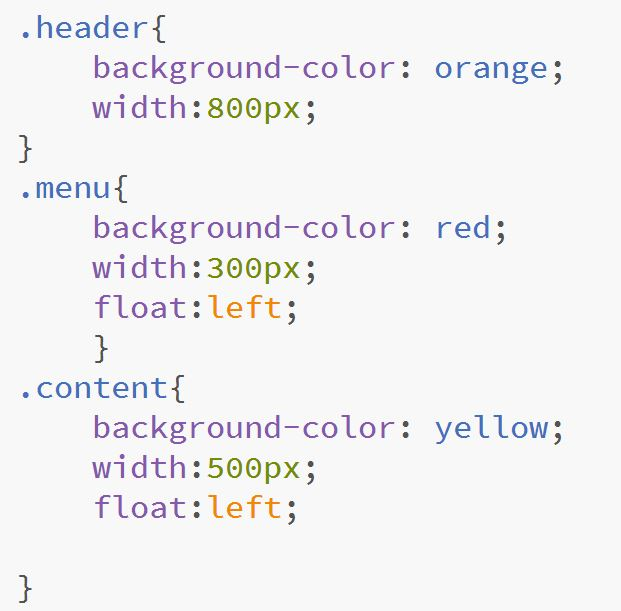 .header{
    background-color: orange;
    width:800px;
}
.menu{
    background-color: red;
    width:300px;
    float:left;
    }
.content{
    background-color: yellow;
    width:500px;
    float:left;

}